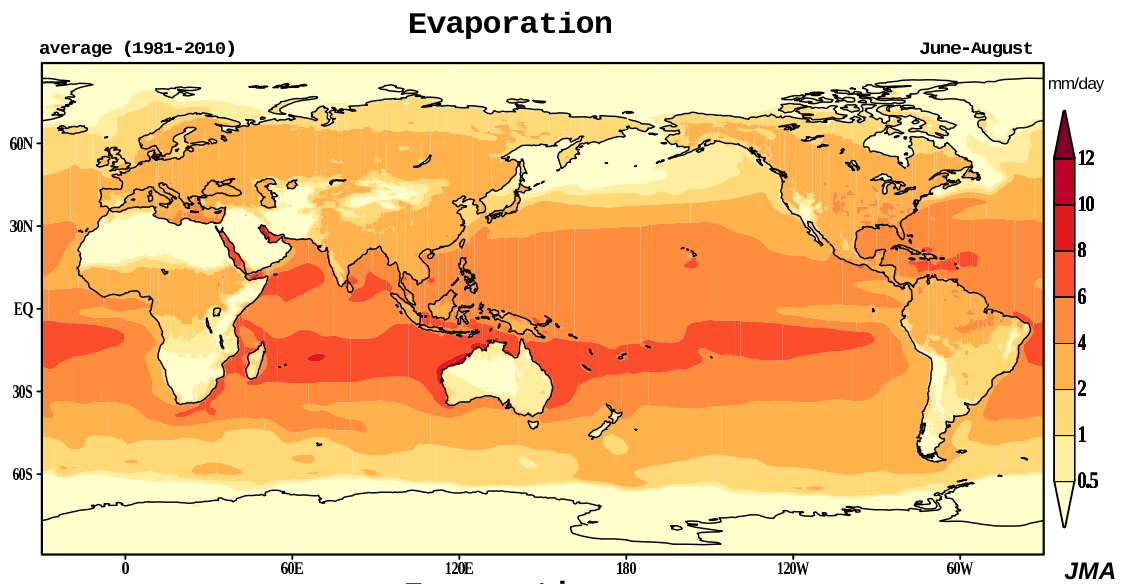 Evaporation
average (1981-2010) June-August
mm/day
12
10
8
6
4
2
1
0.5
60N
30N
EQ
30S
60S
0 60E 120E 180 120W 60W
JMA